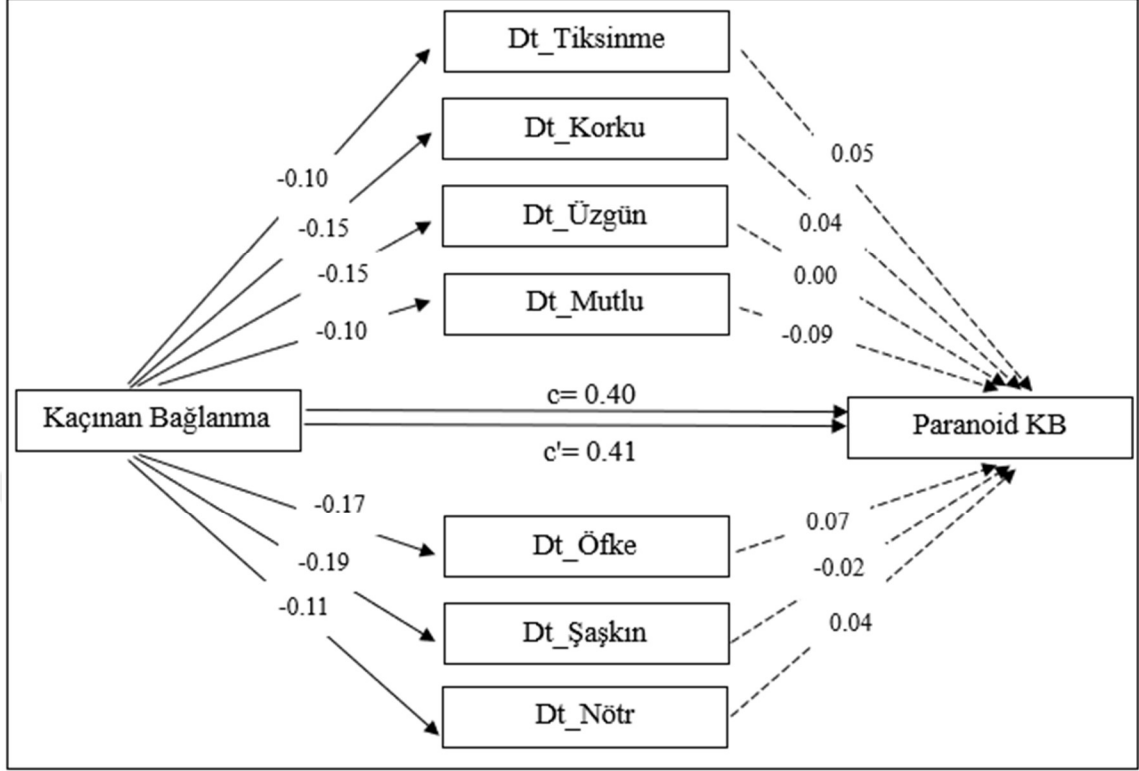 Dt_Tiksinme
Dt_Korku
0.05
-0.10
Dt_Üzgün
0.04
-0.15
-0.15
0.00
Dt_Mutlu
-0.10
-0.09
c= 0.40
Kaçınan Bağlanma
Paranoid KB
c'= 0.41
-0.17
0.07
Dt_Öfke
-0.19
-0.02
-0.11
Dt_Şaşkın
0.04
Dt_Nötr